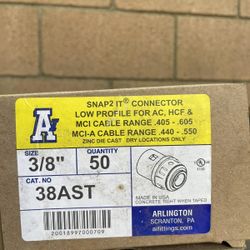 SNAP2 IT® CONNECTOR
LOW PROFILE FOR AC, HCF &
MCI CABLE RANGE .405 - .605
MCI-A CABLE RANGE .440 - .550
ZINC DIE CAST DRY LOCATIONS ONLY
SIZE QUANTITY
3/8" 50
CAT. NO
38AST
MADE IN USA
CONCRETE TIGHT WHEN TAPED
ARLINGTON
SCRANTON, PA
aifittings.com
20018997000709